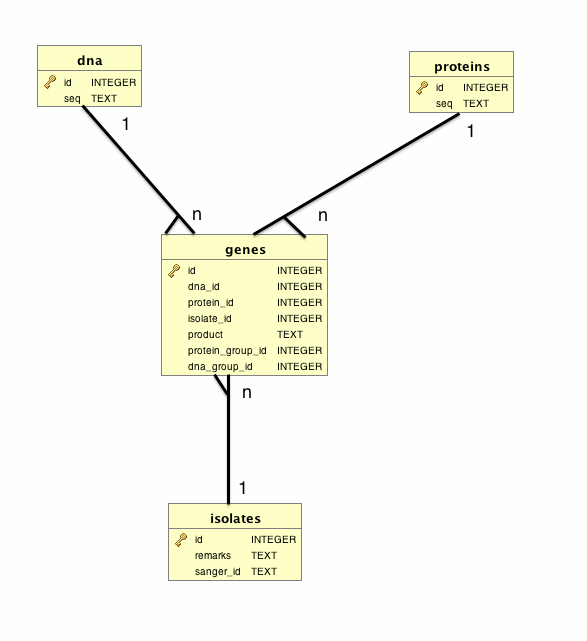 dna
id INTEGER
seq TEXT
1
proteins
id INTEGER
seq TEXT
1
n
n
genes
id INTEGER
dna_id INTEGER
protein_id INTEGER
isolate_id INTEGER
product TEXT
protein_group_id INTEGER
dna_group_id INTEGER
n
1
isolates
id INTEGER
remarks TEXT
sanger_id TEXT